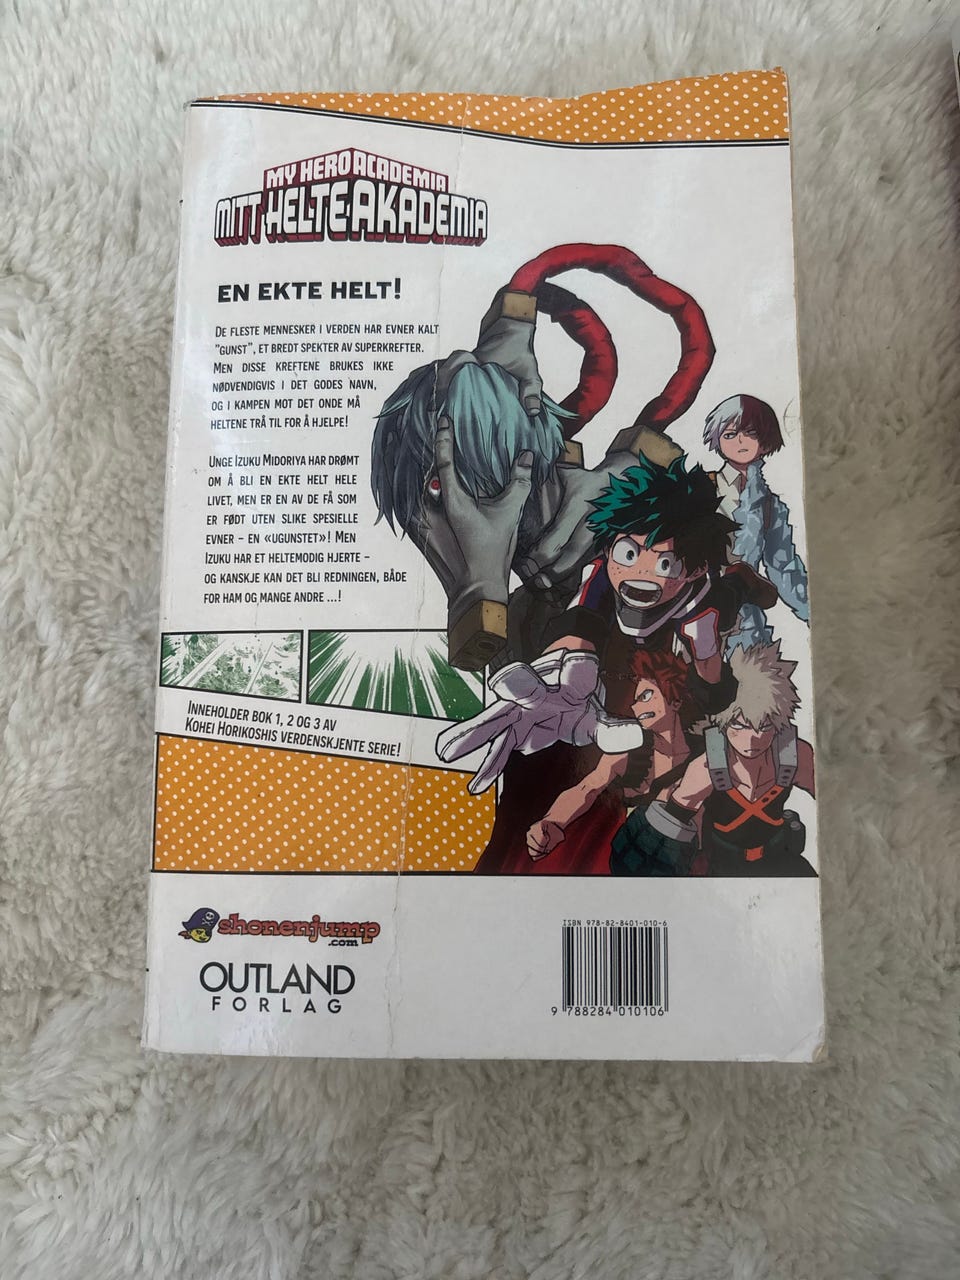 MY HERO ACADEMIA
MITT HELTEAKADEMIA
EN EKTE HELT!
DE FLESTE MENNESKER I VERDEN HAR EVNER KALT
"GUNST", ET BREDT SPEKTER AV SUPERKREFTER.
MEN DISSE KREFTENE BRUKES IKKE
NØDVENDIGVIS I DET GODES NAVN,
OG I KAMPEN MOT DET ONDE MÅ
HELTENE TRÅ TIL FOR Å HJELPE!
UNGE IZUKU MIDORIYA HAR DRØMT
OM Å BLI EN EKTE HELT HELE
LIVET, MEN ER EN AV DE FÅ SOM
ER FØDT UTEN SLIKE SPESIELLE
EVNER – EN «UGUNSTET»! MEN
IZUKU HAR ET HELTEMODIG HJERTE –
OG KANSKJE KAN DET BLI REDNINGEN, BÅDE
FOR HAM OG MANGE ANDRE ...!
INNEHOLDER BOK 1, 2 OG 3 AV
KOHEI HORIKOSHIS VERDENSKJENTE SERIE!
shonenjump
.com
OUTLAND
FORLAG
ISBN 978-82-8401-010-6
9 788284 010106